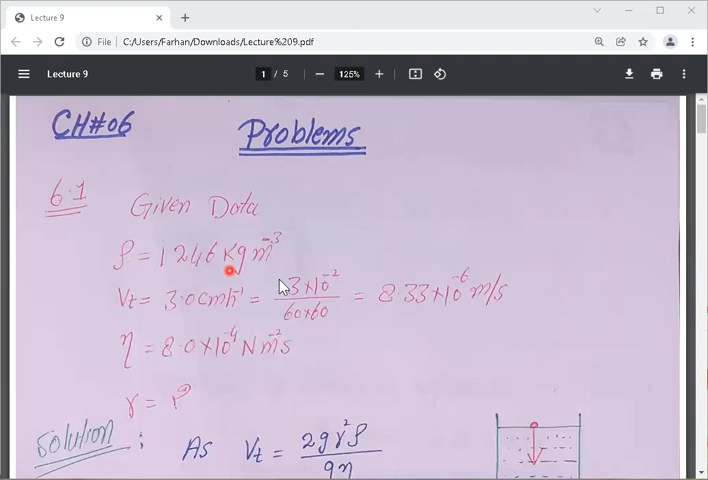 Lecture 9
File
C:/Users/Farhan/Downloads/Lecture%209.pdf
Lecture 9
1 / 5
125%
CH#06
Problems
6.1
Given Data
ρ = 1246 Kg m⁻³
Vt = 3.0 cm h⁻¹ = 3×10⁻² / 60×60 = 8.33×10⁻⁶ m/s
η = 8.0×10⁻⁴ N m⁻² s
r = ?
Solution :
As Vt = 2gr²ρ / 9η